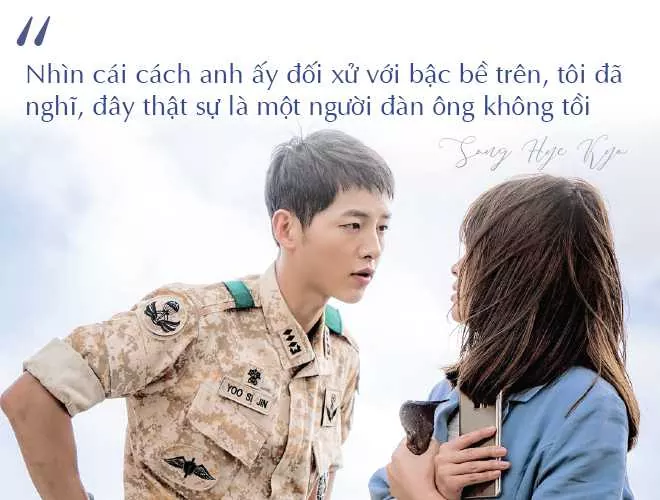 “
Nhìn cái cách anh ấy đối xử với bậc bề trên, tôi đã
nghĩ, đây thật sự là một người đàn ông không tồi
Song Hye Kyo
YOO SI JIN